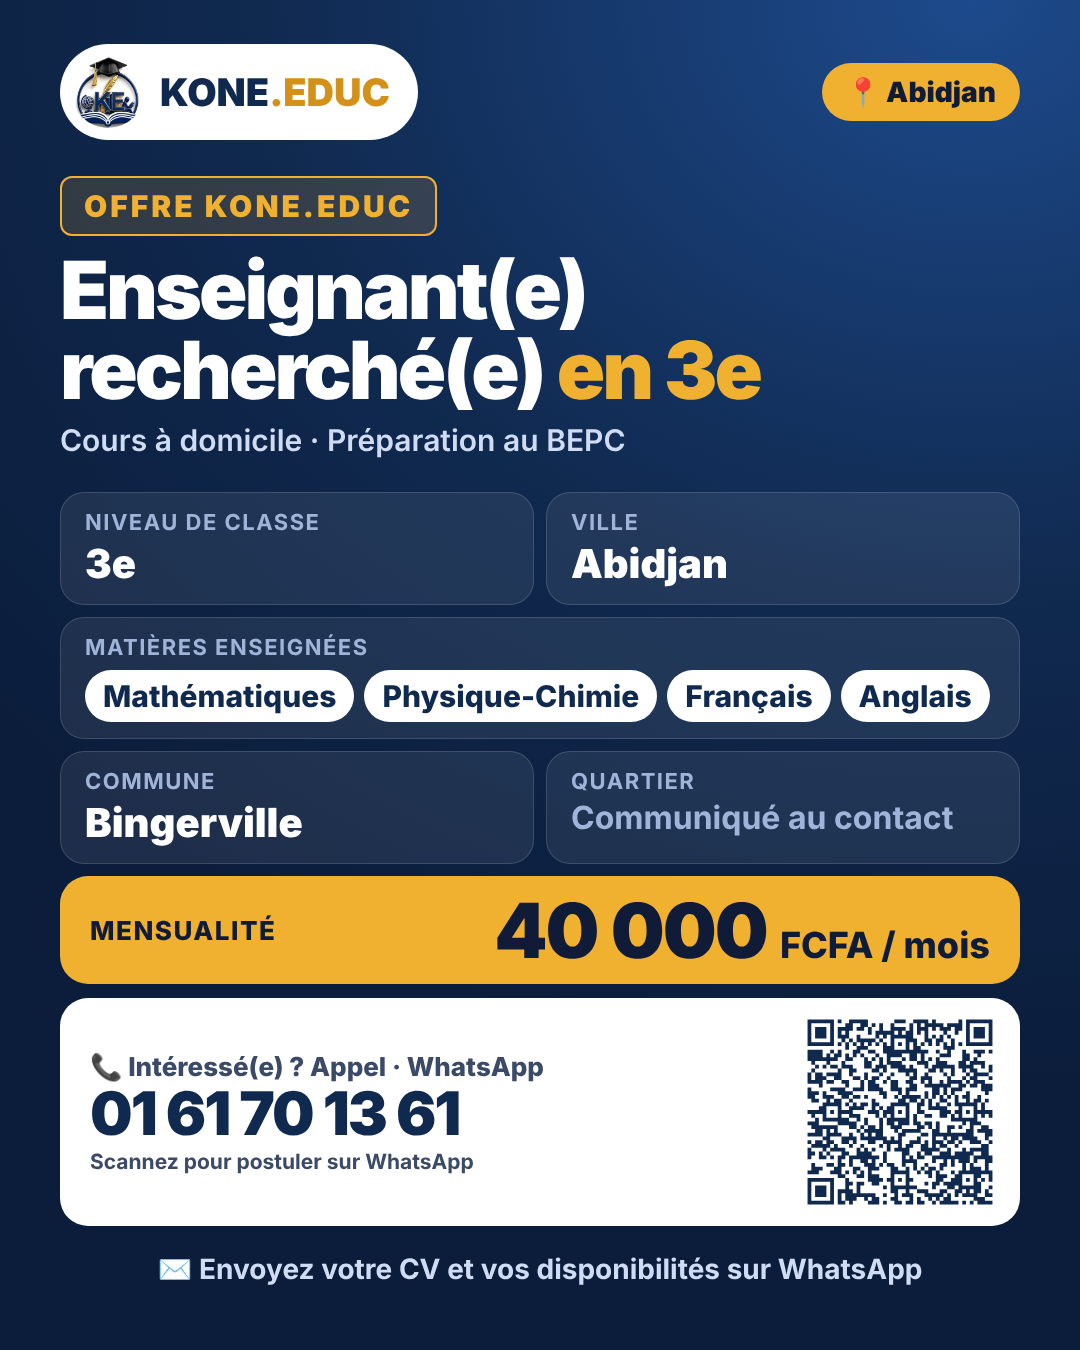 KONE.EDUC
📍 Abidjan
OFFRE KONE.EDUC
Enseignant(e)
recherché(e) en 3e
Cours à domicile · Préparation au BEPC
NIVEAU DE CLASSE
3e
VILLE
Abidjan
MATIÈRES ENSEIGNÉES
Mathématiques Physique-Chimie Français Anglais
COMMUNE
Bingerville
QUARTIER
Communiqué au contact
MENSUALITÉ
40 000 FCFA / mois
📞 Intéressé(e) ? Appel · WhatsApp
01 61 70 13 61
Scannez pour postuler sur WhatsApp
✉️ Envoyez votre CV et vos disponibilités sur WhatsApp